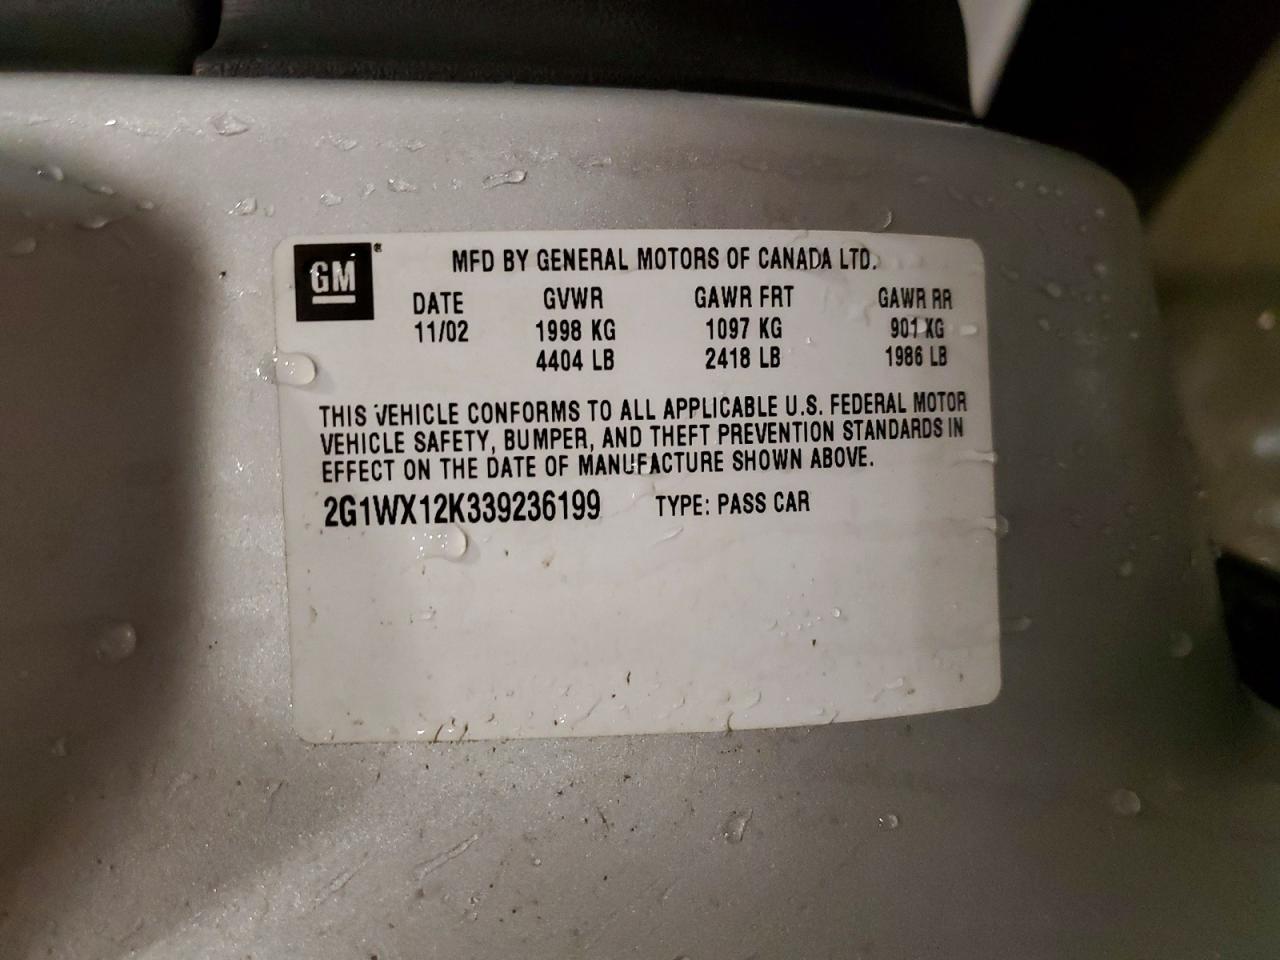 GM®
MFD BY GENERAL MOTORS OF CANADA LTD.
DATE GVWR GAWR FRT GAWR RR
11/02 1998 KG 1097 KG 901 KG
4404 LB 2418 LB 1986 LB
THIS VEHICLE CONFORMS TO ALL APPLICABLE U.S. FEDERAL MOTOR
VEHICLE SAFETY, BUMPER, AND THEFT PREVENTION STANDARDS IN
EFFECT ON THE DATE OF MANUFACTURE SHOWN ABOVE.
2G1WX12K339236199 TYPE: PASS CAR